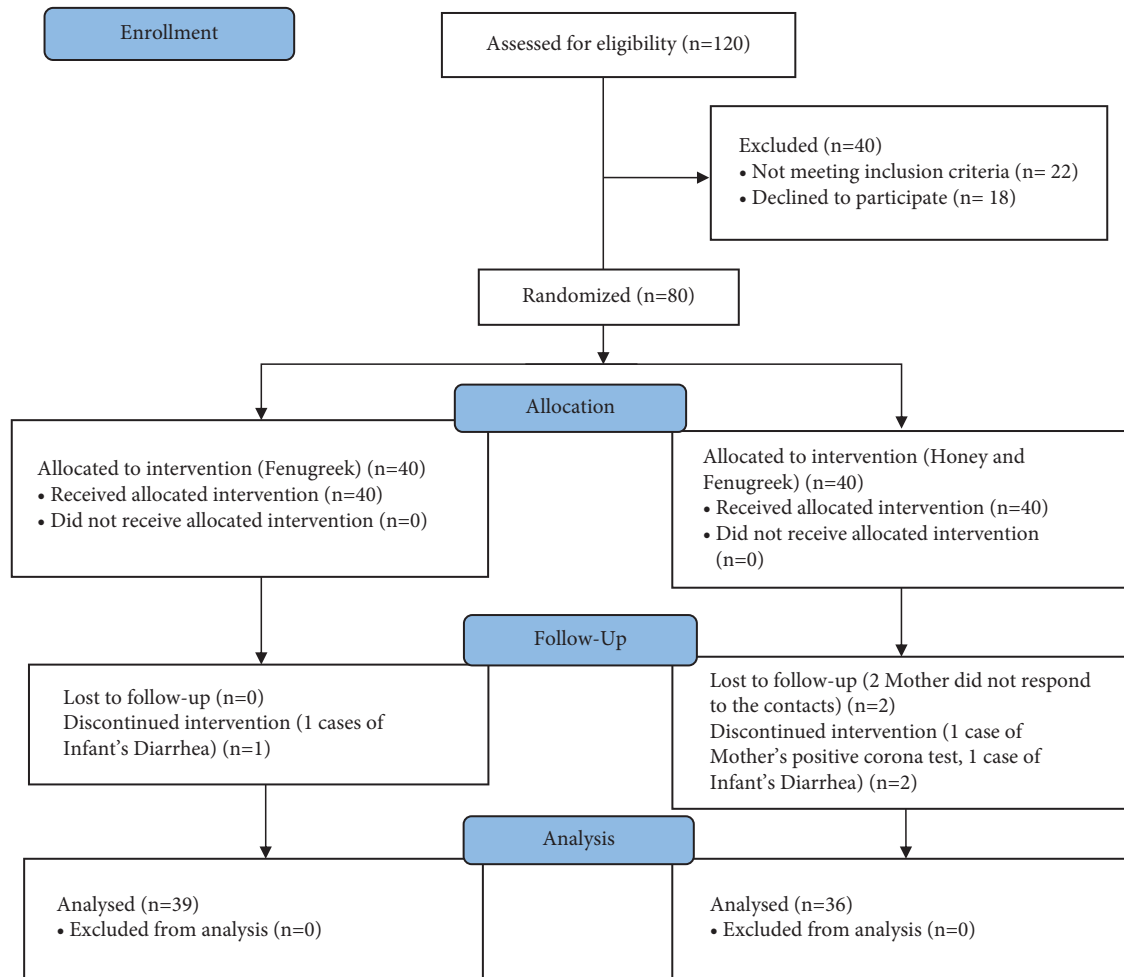 Enrollment
Assessed for eligibility (n=120)
Excluded (n=40)
• Not meeting inclusion criteria (n= 22)
• Declined to participate (n= 18)
Randomized (n=80)
Allocation
Allocated to intervention (Fenugreek) (n=40)
• Received allocated intervention (n=40)
• Did not receive allocated intervention (n=0)
Allocated to intervention (Honey and
Fenugreek) (n=40)
• Received allocated intervention (n=40)
• Did not receive allocated intervention
(n=0)
Follow-Up
Lost to follow-up (n=0)
Discontinued intervention (1 cases of
Infant's Diarrhea) (n=1)
Lost to follow-up (2 Mother did not respond
to the contacts) (n=2)
Discontinued intervention (1 case of
Mother's positive corona test, 1 case of
Infant's Diarrhea) (n=2)
Analysis
Analysed (n=39)
• Excluded from analysis (n=0)
Analysed (n=36)
• Excluded from analysis (n=0)